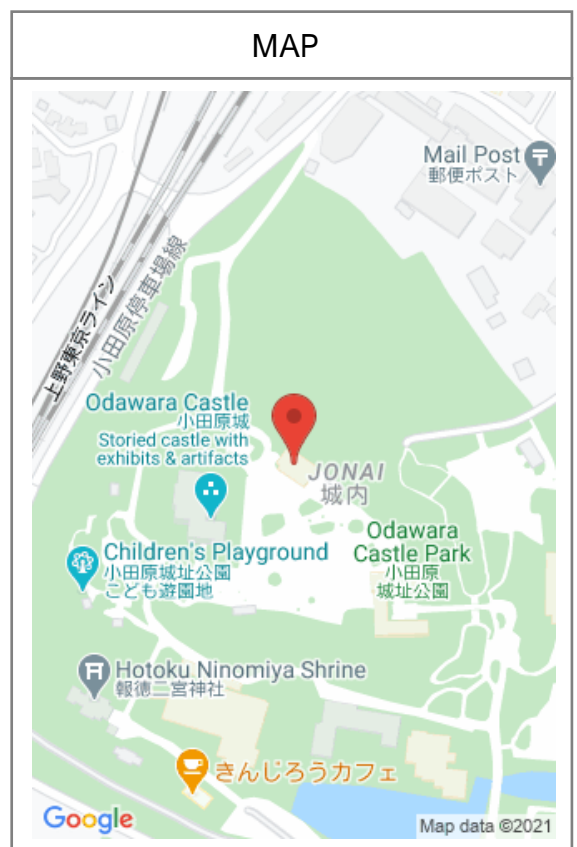 MAP
Mail Post
郵便ポスト
上野東京ライン
小田原停車場線
Odawara Castle
小田原城
Storied castle with
exhibits & artifacts
JONAI
城内
Odawara
Castle Park
小田原
城址公園
Children's Playground
小田原城址公園
こども遊園地
Hotoku Ninomiya Shrine
報徳二宮神社
きんじろうカフェ
Google
Map data ©2021